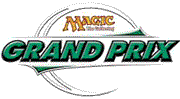 MAGIC
The Gathering
GRAND PRIX